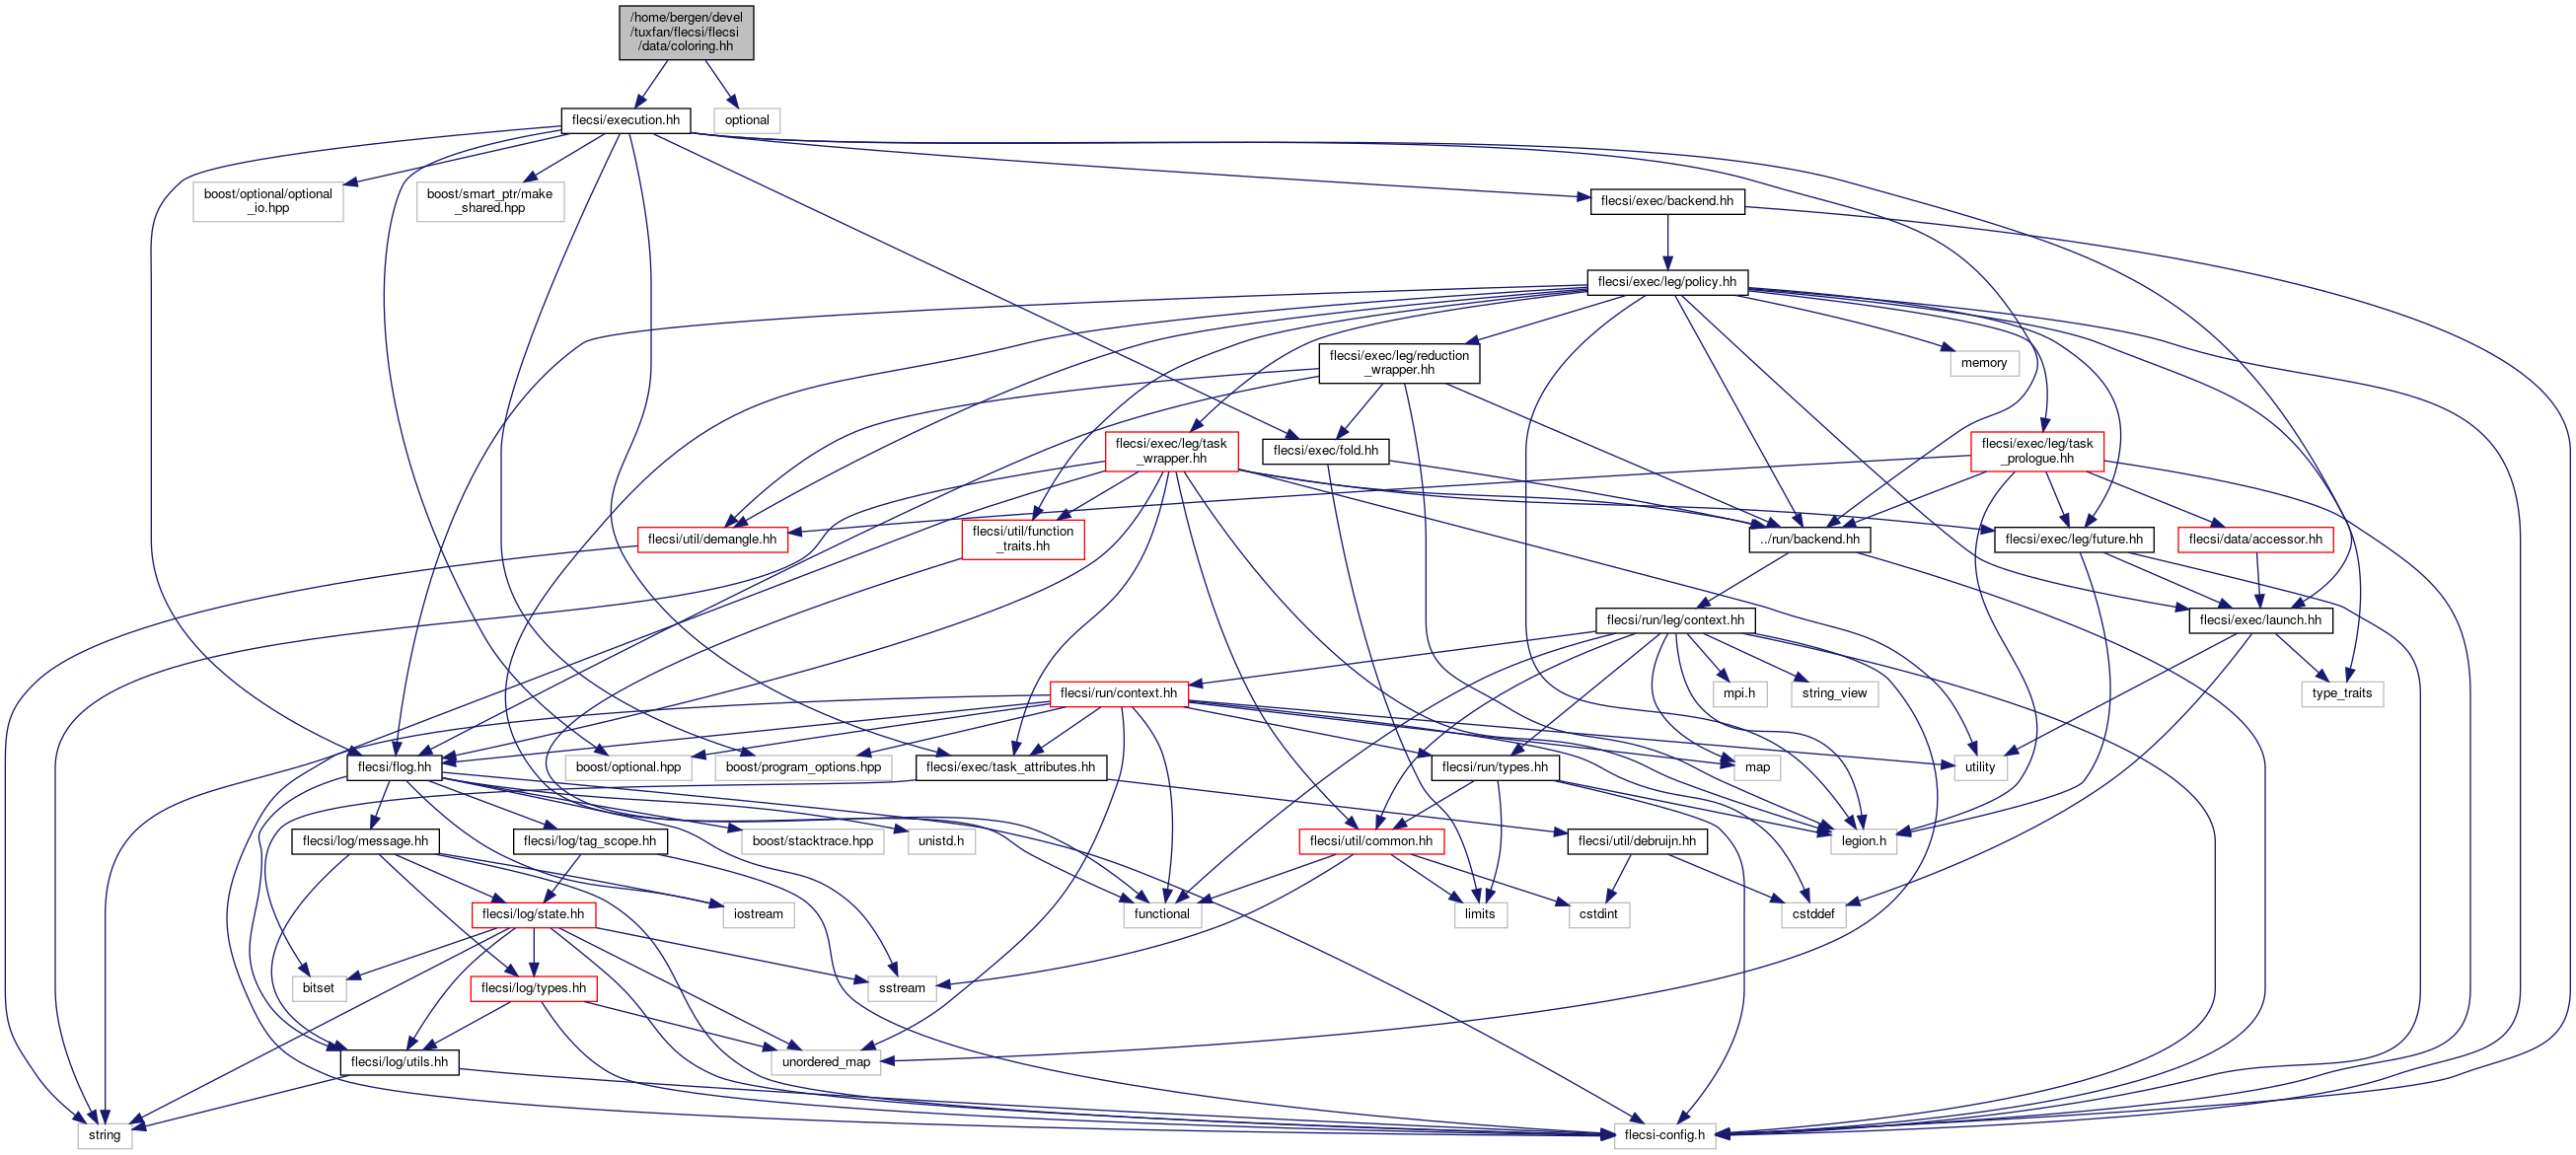 /home/bergen/devel
/tuxfan/flecsi/flecsi
/data/coloring.hh
flecsi/execution.hh
optional
boost/optional/optional
_io.hpp
boost/smart_ptr/make
_shared.hpp
flecsi/exec/backend.hh
flecsi/exec/leg/policy.hh
flecsi/exec/leg/reduction
_wrapper.hh
memory
flecsi/exec/leg/task
_wrapper.hh
flecsi/exec/fold.hh
flecsi/exec/leg/task
_prologue.hh
flecsi/util/demangle.hh
flecsi/util/function
_traits.hh
../run/backend.hh
flecsi/exec/leg/future.hh
flecsi/data/accessor.hh
flecsi/run/leg/context.hh
flecsi/exec/launch.hh
flecsi/run/context.hh
mpi.h
string_view
type_traits
flecsi/flog.hh
boost/optional.hpp
boost/program_options.hpp
flecsi/exec/task_attributes.hh
flecsi/run/types.hh
map
utility
flecsi/log/message.hh
flecsi/log/tag_scope.hh
boost/stacktrace.hpp
unistd.h
flecsi/util/common.hh
flecsi/util/debruijn.hh
legion.h
flecsi/log/state.hh
iostream
functional
limits
cstdint
cstddef
bitset
flecsi/log/types.hh
sstream
flecsi/log/utils.hh
unordered_map
string
flecsi-config.h